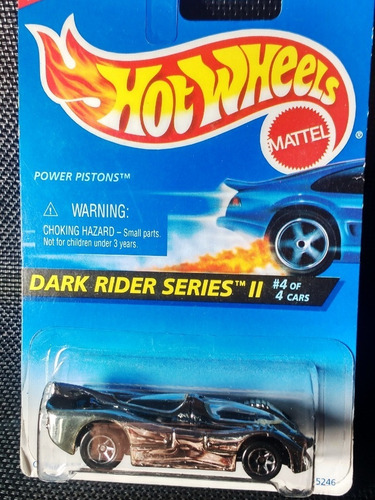 Hot Wheels
MATTEL
®
POWER PISTONS™
⚠ WARNING:
CHOKING HAZARD – Small parts.
Not for children under 3 years.
DARK RIDER SERIES™ II
#4 OF
4 CARS
5246